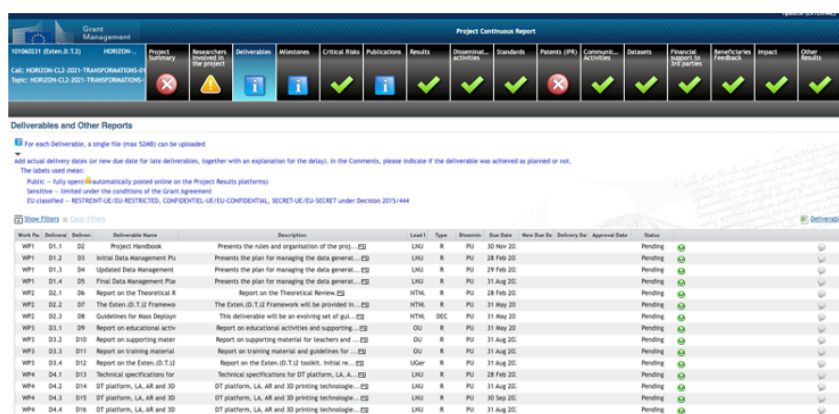 Grant
Management
Project Continuous Report
101060231 (Exten.D.T.2) HORIZON-...
Call: HORIZON-CL2-2021-TRANSFORMATIONS-01
Topic: HORIZON-CL2-2021-TRANSFORMATIONS-
Project Summary
Researchers involved in the project
Deliverables
Milestones
Critical Risks
Publications
Results
Disseminat... activities
Standards
Patents (IPR)
Communic... Activities
Datasets
Financial support to 3rd parties
Beneficiaries Feedback
Impact
Other Results
Deliverables and Other Reports
For each Deliverable, a single file (max 52MB) can be uploaded
Add actual delivery dates (or new due date for late deliverables, together with an explanation for the delay). In the Comments, please indicate if the deliverable was achieved as planned or not.
The labels used mean:
Public — fully open( automatically posted online on the Project Results platforms)
Sensitive — limited under the conditions of the Grant Agreement
EU classified — RESTREINT-UE/EU-RESTRICTED, CONFIDENTIEL-UE/EU-CONFIDENTIAL, SECRET-UE/EU-SECRET under Decision 2015/444
Show Filters Clear Filters Deliverabl
Work Pa Deliveral Deliver: Deliverable Name Description Lead I Type Dissemin Due Date New Due Da Delivery Da Approval Date Status
WP1 D1.1 D2 Project Handbook Presents the rules and organisation of the proj... LNU R PU 30 Nov 20: Pending
WP1 D1.2 D3 Initial Data Management Pla Presents the plan for managing the data generat... LNU R PU 28 Feb 20: Pending
WP1 D1.3 D4 Updated Data Management Presents the plan for managing the data generat... LNU R PU 29 Feb 20: Pending
WP1 D1.4 D5 Final Data Management Plan Presents the plan for managing the data generat... LNU R PU 31 Aug 20: Pending
WP2 D2.1 D6 Report on the Theoretical R Report on the Theoretical Review. NTNL R PU 28 Feb 20: Pending
WP2 D2.2 D7 The Exten.(D.T.)2 Framewo The Exten.(D.T.)2 Framework will be provided in... NTNL R PU 31 May 20 Pending
WP2 D2.3 D8 Guidelines for Mass Deployn This deliverable will be an evolving set of gui... NTNL DEC PU 31 May 20 Pending
WP3 D3.1 D9 Report on educational activ Report on educational activities and supporting... OU R PU 31 May 20 Pending
WP3 D3.2 D10 Report on supporting mater Report on supporting material for teachers and ... OU R PU 31 Aug 20: Pending
WP3 D3.3 D11 Report on training material Report on training material and guidelines for ... OU R PU 31 Aug 20: Pending
WP3 D3.4 D12 Report on the Exten.(D.T.)2 Report on the Exten.(D.T.)2 toolkit. Initial re... UGer R PU 31 Aug 20: Pending
WP4 D4.1 D13 Technical specifications for Technical specifications for DT platform, LA, AR and 3D LNU R PU 28 Feb 20: Pending
WP4 D4.2 D14 DT platform, LA, AR and 3D DT platform, LA, AR and 3D printing technologie... LNU R PU 31 Aug 20: Pending
WP4 D4.3 D15 DT platform, LA, AR and 3D DT platform, LA, AR and 3D printing technologie... LNU R PU 30 Sep 20: Pending
WP4 D4.4 D16 DT platform, LA, AR and 3D DT platform, LA, AR and 3D printing technologie... LNU R PU 31 Aug 20: Pending